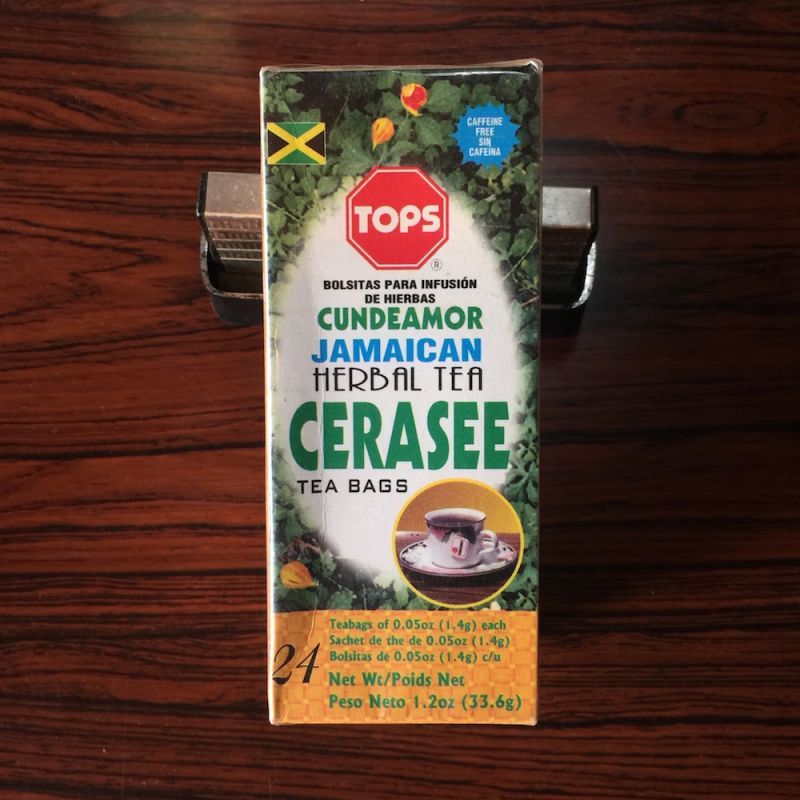 CAFFEINE
FREE
SIN
CAFEINA
TOPS
®
BOLSITAS PARA INFUSIÓN
DE HIERBAS
CUNDEAMOR
JAMAICAN
HERBAL TEA
CERASEE
TEA BAGS
24
Teabags of 0.05oz (1.4g) each
Sachet de the de 0.05oz (1.4g)
Bolsitas de 0.05oz (1.4g) c/u
Net Wt/Poids Net
Peso Neto 1.2oz (33.6g)